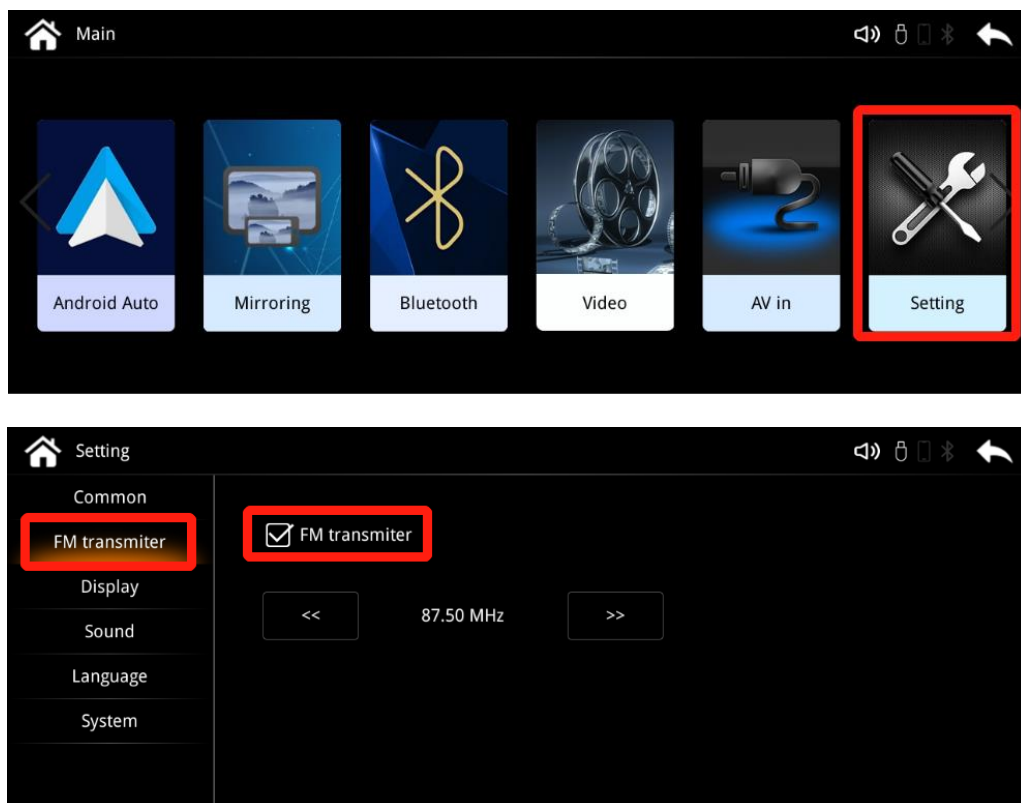 Main
Android Auto
Mirroring
Bluetooth
Video
AV in
Setting
Setting
Common
FM transmiter
Display
Sound
Language
System
FM transmiter
<< 87.50 MHz >>